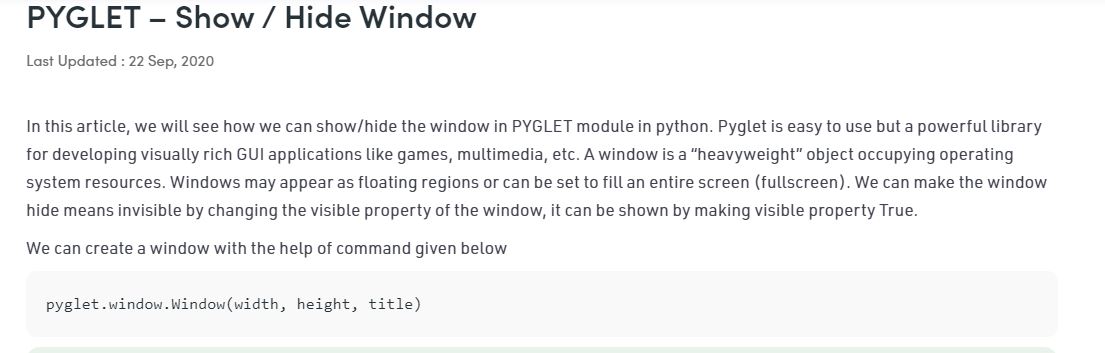 PYGLET – Show / Hide Window
Last Updated : 22 Sep, 2020
In this article, we will see how we can show/hide the window in PYGLET module in python. Pyglet is easy to use but a powerful library
for developing visually rich GUI applications like games, multimedia, etc. A window is a “heavyweight” object occupying operating
system resources. Windows may appear as floating regions or can be set to fill an entire screen (fullscreen). We can make the window
hide means invisible by changing the visible property of the window, it can be shown by making visible property True.
We can create a window with the help of command given below
pyglet.window.Window(width, height, title)